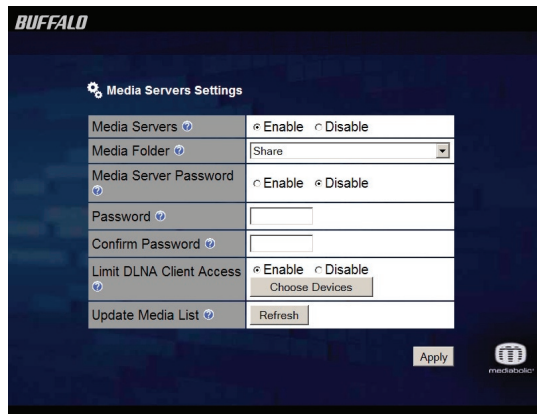 BUFFALO
Media Servers Settings
Media Servers ? Enable Disable
Media Folder ? Share
Media Server Password ? Enable Disable
Password ?
Confirm Password ?
Limit DLNA Client Access ? Enable Disable
Choose Devices
Update Media List ? Refresh
Apply
mediabolic